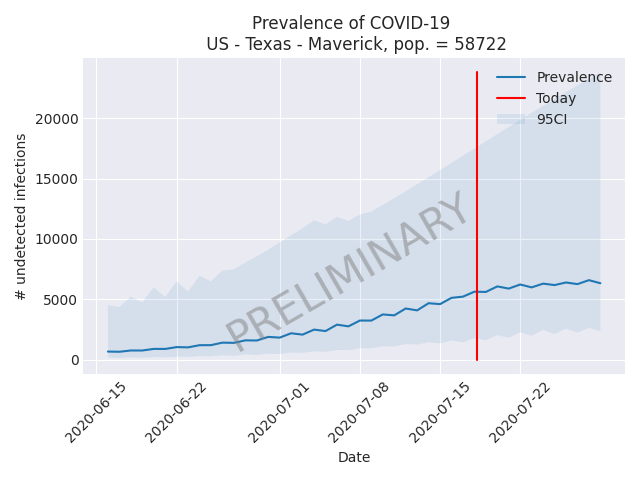 Prevalence of COVID-19
US - Texas - Maverick, pop. = 58722
Prevalence
Today
95CI
20000
15000
10000
5000
0
# undetected infections
PRELIMINARY
2020-06-15
2020-06-22
2020-07-01
2020-07-08
2020-07-15
2020-07-22
Date